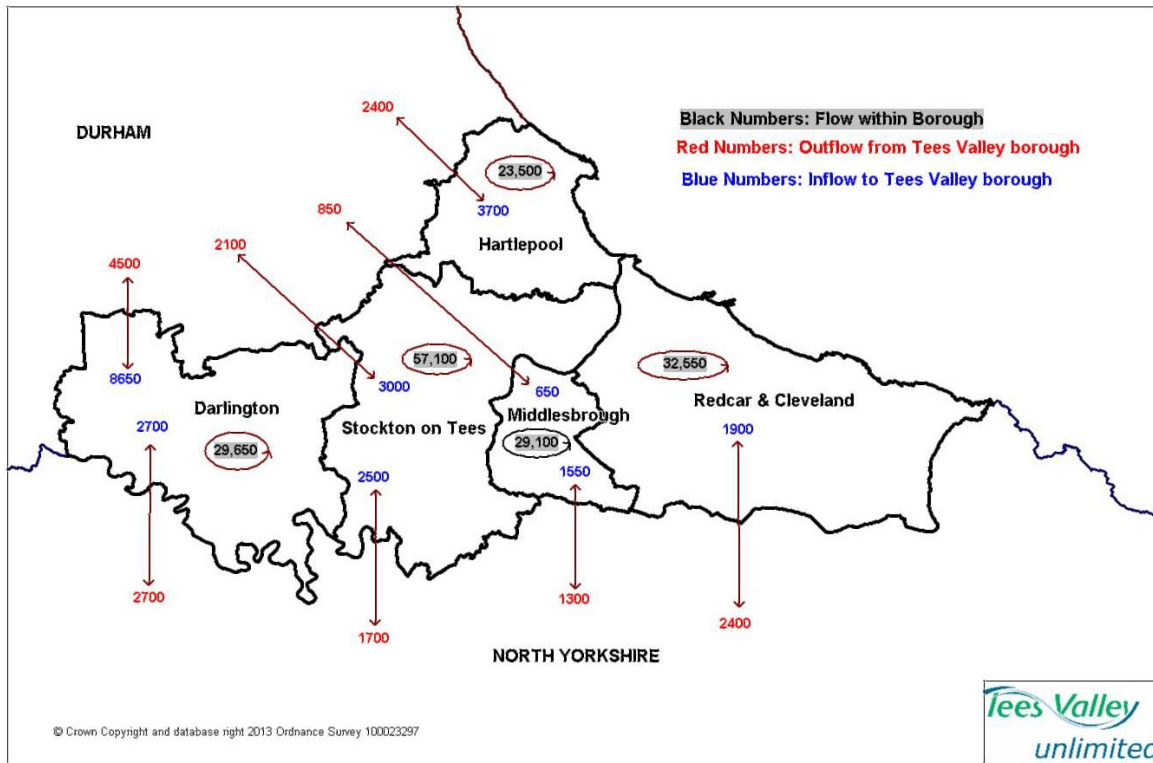 2400
DURHAM
Black Numbers: Flow within Borough
Red Numbers: Outflow from Tees Valley borough
Blue Numbers: Inflow to Tees Valley borough
23,500
850
3700
2100
Hartlepool
4500
57,100
32,550
8650
3000
650
Darlington
Middlesbrough
Redcar & Cleveland
2700
Stockton on Tees
1900
29,650
29,100
2500
1550
2700
1300
2400
1700
NORTH YORKSHIRE
© Crown Copyright and database right 2013 Ordnance Survey 100023297
Tees Valley
unlimited